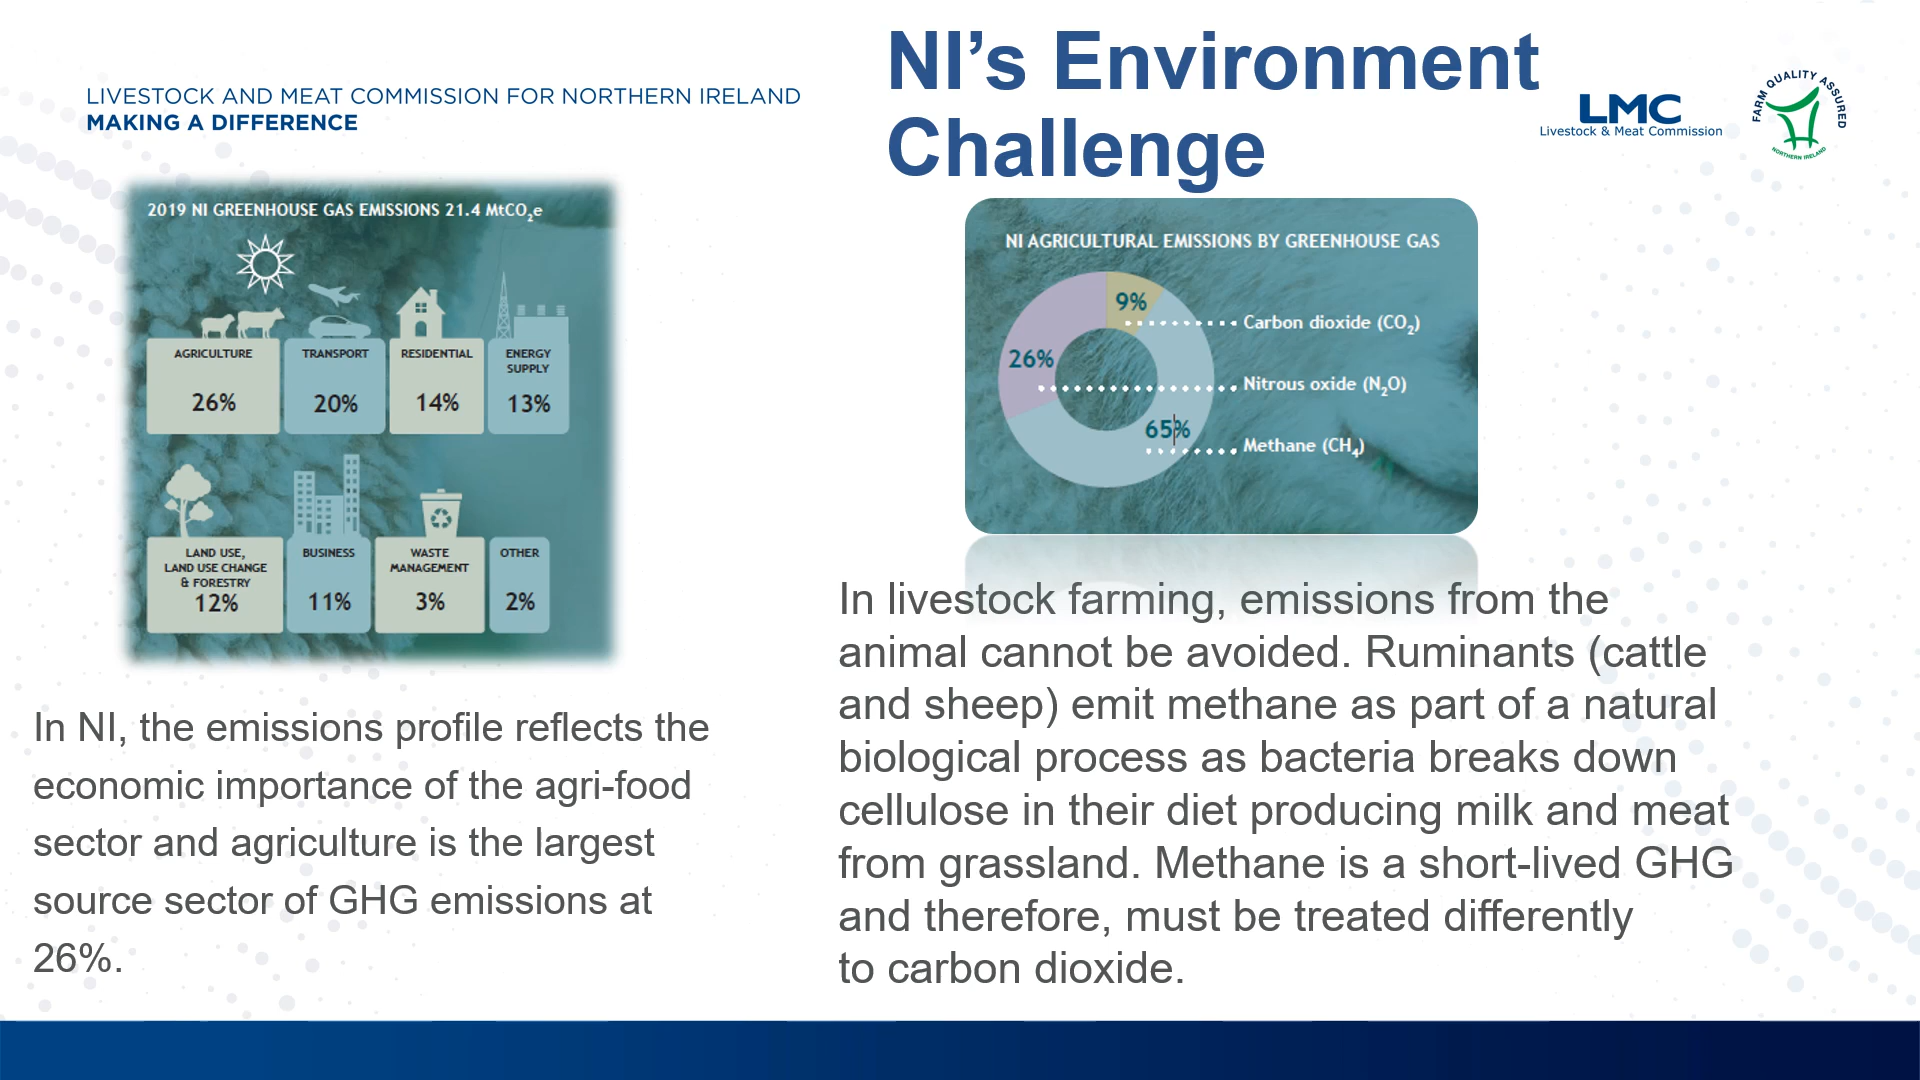 LIVESTOCK AND MEAT COMMISSION FOR NORTHERN IRELAND
MAKING A DIFFERENCE
NI’s Environment
Challenge
LMC
Livestock & Meat Commission
FARM QUALITY ASSURED
NORTHERN IRELAND
2019 NI GREENHOUSE GAS EMISSIONS 21.4 MtCO₂e
AGRICULTURE
26%
TRANSPORT
20%
RESIDENTIAL
14%
ENERGY
SUPPLY
13%
LAND USE,
LAND USE CHANGE
& FORESTRY
12%
BUSINESS
11%
WASTE
MANAGEMENT
3%
OTHER
2%
In NI, the emissions profile reflects the
economic importance of the agri-food
sector and agriculture is the largest
source sector of GHG emissions at
26%.
NI AGRICULTURAL EMISSIONS BY GREENHOUSE GAS
9%
Carbon dioxide (CO₂)
26%
Nitrous oxide (N₂O)
65%
Methane (CH₄)
In livestock farming, emissions from the
animal cannot be avoided. Ruminants (cattle
and sheep) emit methane as part of a natural
biological process as bacteria breaks down
cellulose in their diet producing milk and meat
from grassland. Methane is a short-lived GHG
and therefore, must be treated differently
to carbon dioxide.